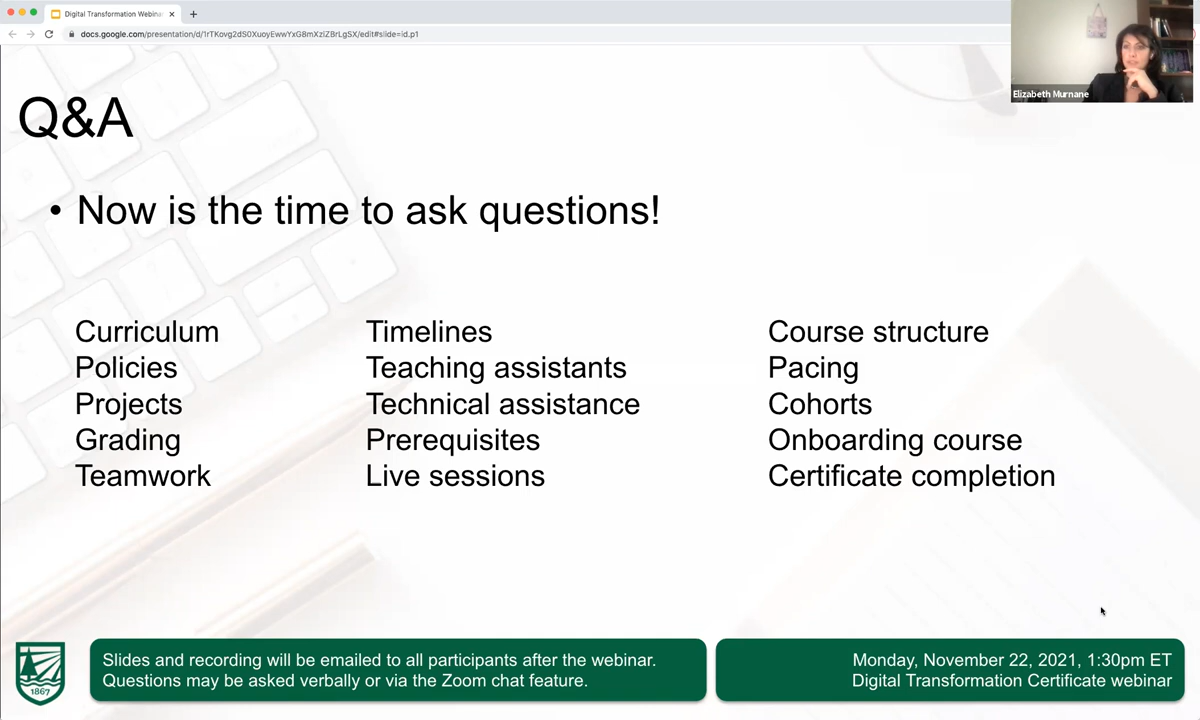 Digital Transformation Webinar
docs.google.com/presentation/d/1rTKovg2dS0XuoyEwwYxG8mXzlZBrLgSX/edit#slide=id.p1
Elizabeth Murnane
Q&A
• Now is the time to ask questions!
Curriculum
Policies
Projects
Grading
Teamwork
Timelines
Teaching assistants
Technical assistance
Prerequisites
Live sessions
Course structure
Pacing
Cohorts
Onboarding course
Certificate completion
1867
Slides and recording will be emailed to all participants after the webinar.
Questions may be asked verbally or via the Zoom chat feature.
Monday, November 22, 2021, 1:30pm ET
Digital Transformation Certificate webinar